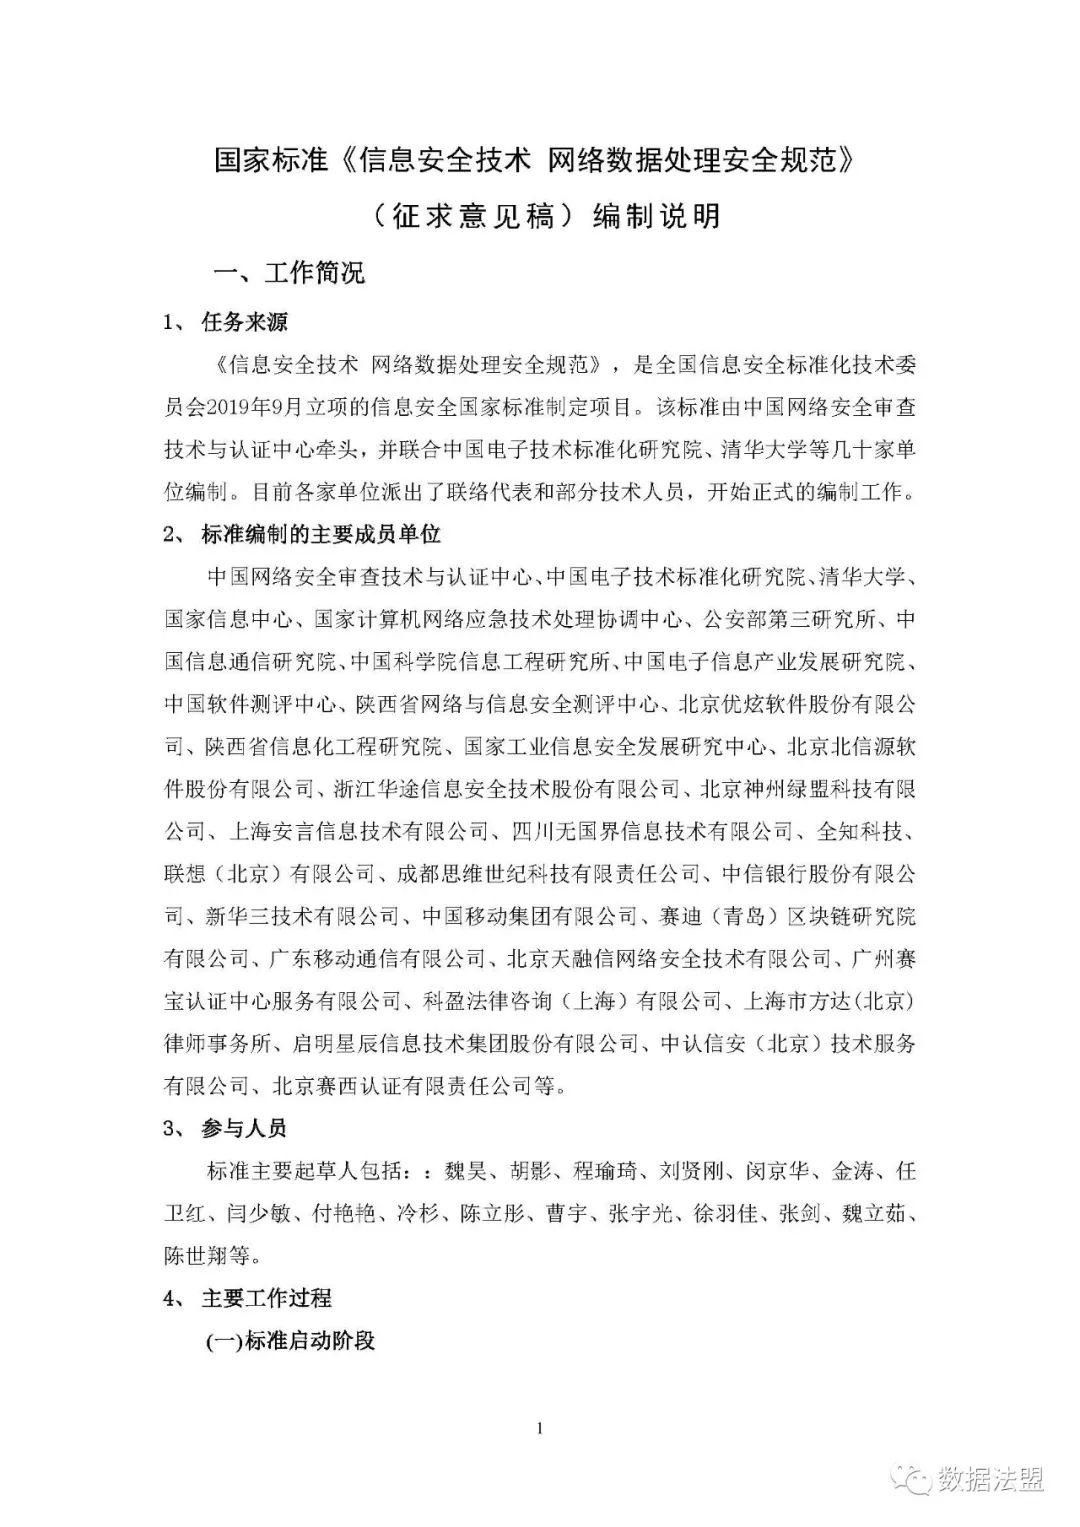 国家标准《信息安全技术 网络数据处理安全规范》
（征求意见稿）编制说明
一、工作简况
1、 任务来源
《信息安全技术 网络数据处理安全规范》，是全国信息安全标准化技术委
员会2019年9月立项的信息安全国家标准制定项目。该标准由中国网络安全审查
技术与认证中心牵头，并联合中国电子技术标准化研究院、清华大学等几十家单
位编制。目前各家单位派出了联络代表和部分技术人员，开始正式的编制工作。
2、 标准编制的主要成员单位
中国网络安全审查技术与认证中心、中国电子技术标准化研究院、清华大学、
国家信息中心、国家计算机网络应急技术处理协调中心、公安部第三研究所、中
国信息通信研究院、中国科学院信息工程研究所、中国电子信息产业发展研究院、
中国软件测评中心、陕西省网络与信息安全测评中心、北京优炫软件股份有限公
司、陕西省信息化工程研究院、国家工业信息安全发展研究中心、北京北信源软
件股份有限公司、浙江华途信息安全技术股份有限公司、北京神州绿盟科技有限
公司、上海安言信息技术有限公司、四川无国界信息技术有限公司、全知科技、
联想（北京）有限公司、成都思维世纪科技有限责任公司、中信银行股份有限公
司、新华三技术有限公司、中国移动集团有限公司、赛迪（青岛）区块链研究院
有限公司、广东移动通信有限公司、北京天融信网络安全技术有限公司、广州赛
宝认证中心服务有限公司、科盈法律咨询（上海）有限公司、上海市方达(北京)
律师事务所、启明星辰信息技术集团股份有限公司、中认信安（北京）技术服务
有限公司、北京赛西认证有限责任公司等。
3、 参与人员
标准主要起草人包括：：魏昊、胡影、程瑜琦、刘贤刚、闵京华、金涛、任
卫红、闫少敏、付艳艳、冷杉、陈立彤、曹宇、张宇光、徐羽佳、张剑、魏立茹、
陈世翔等。
4、 主要工作过程
(一)标准启动阶段
1
数据法盟